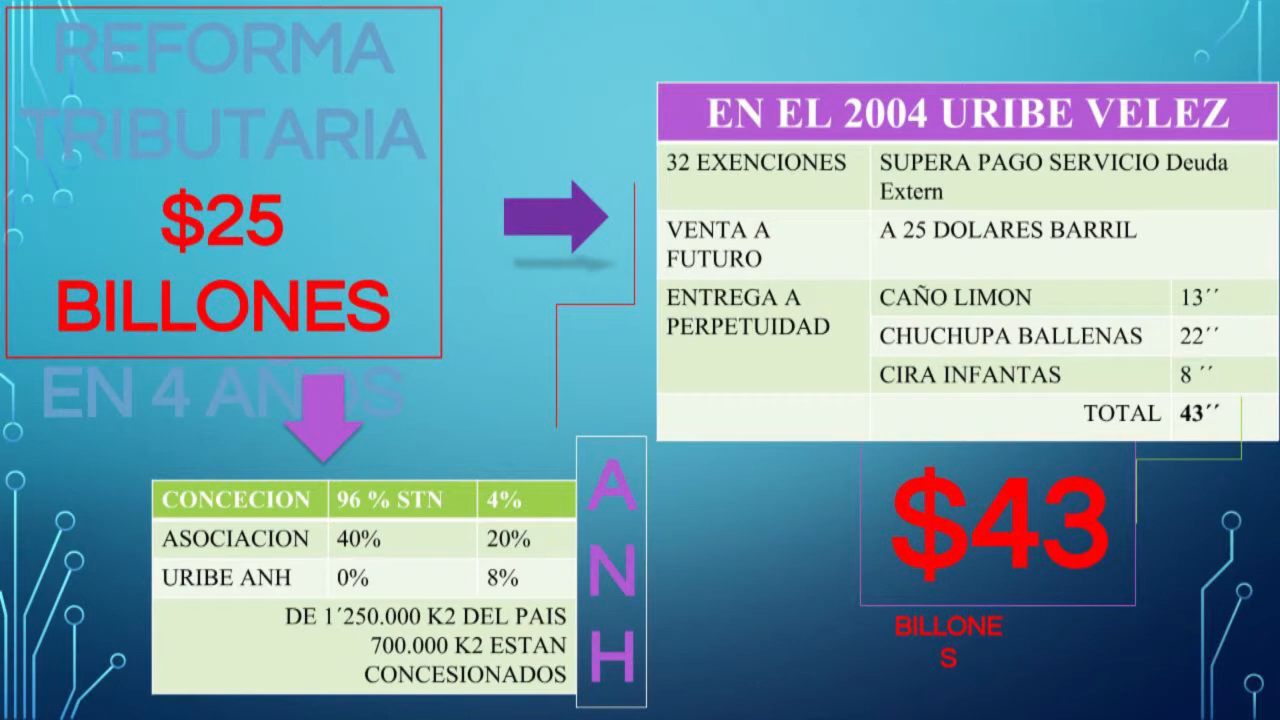 REFORMA
TRIBUTARIA
$25
BILLONES
EN 4 AÑOS
EN EL 2004 URIBE VELEZ
32 EXENCIONES SUPERA PAGO SERVICIO Deuda
Extern
VENTA A A 25 DOLARES BARRIL
FUTURO
ENTREGA A CAÑO LIMON 13´´
PERPETUIDAD
CHUCHUPA BALLENAS 22´´
CIRA INFANTAS 8 ´´
TOTAL 43´´
CONCECION 96 % STN 4%
ASOCIACION 40% 20%
URIBE ANH 0% 8%
DE 1´250.000 K2 DEL PAIS
700.000 K2 ESTAN
CONCESIONADOS
A
N
H
$43
BILLONE
S